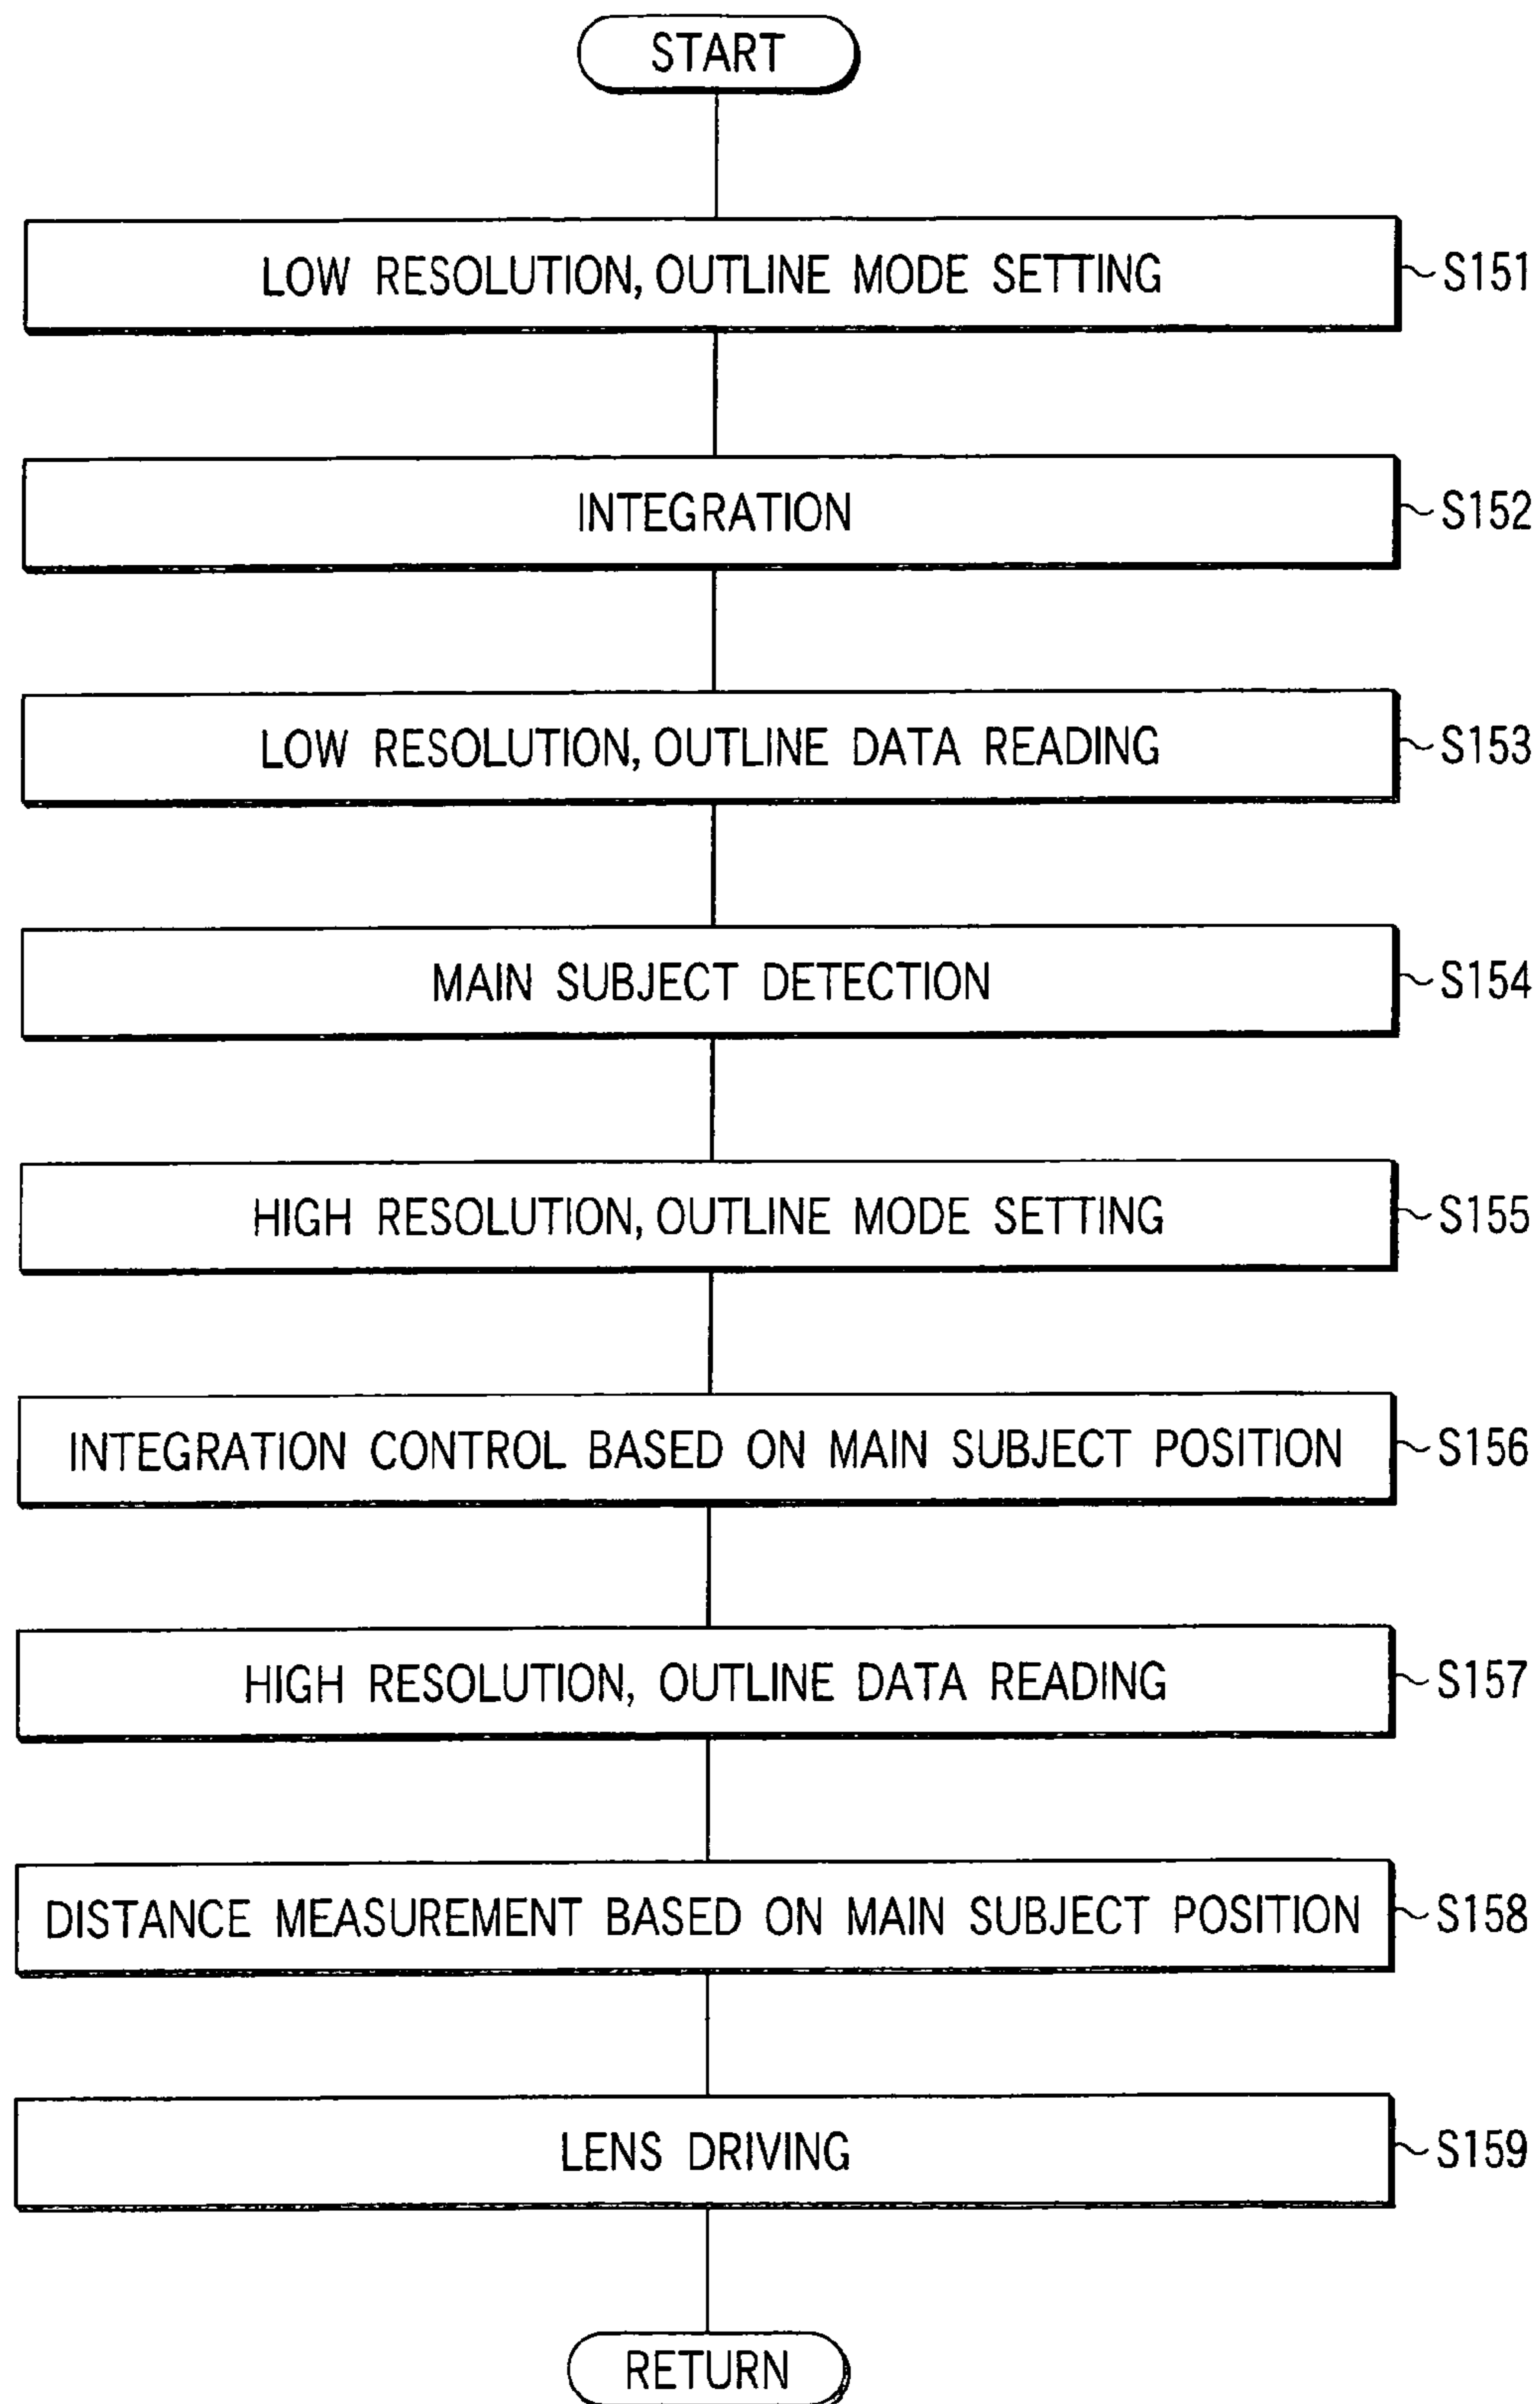 START
LOW RESOLUTION, OUTLINE MODE SETTING
S151
INTEGRATION
S152
LOW RESOLUTION, OUTLINE DATA READING
S153
MAIN SUBJECT DETECTION
S154
HIGH RESOLUTION, OUTLINE MODE SETTING
S155
INTEGRATION CONTROL BASED ON MAIN SUBJECT POSITION
S156
HIGH RESOLUTION, OUTLINE DATA READING
S157
DISTANCE MEASUREMENT BASED ON MAIN SUBJECT POSITION
S158
LENS DRIVING
S159
RETURN